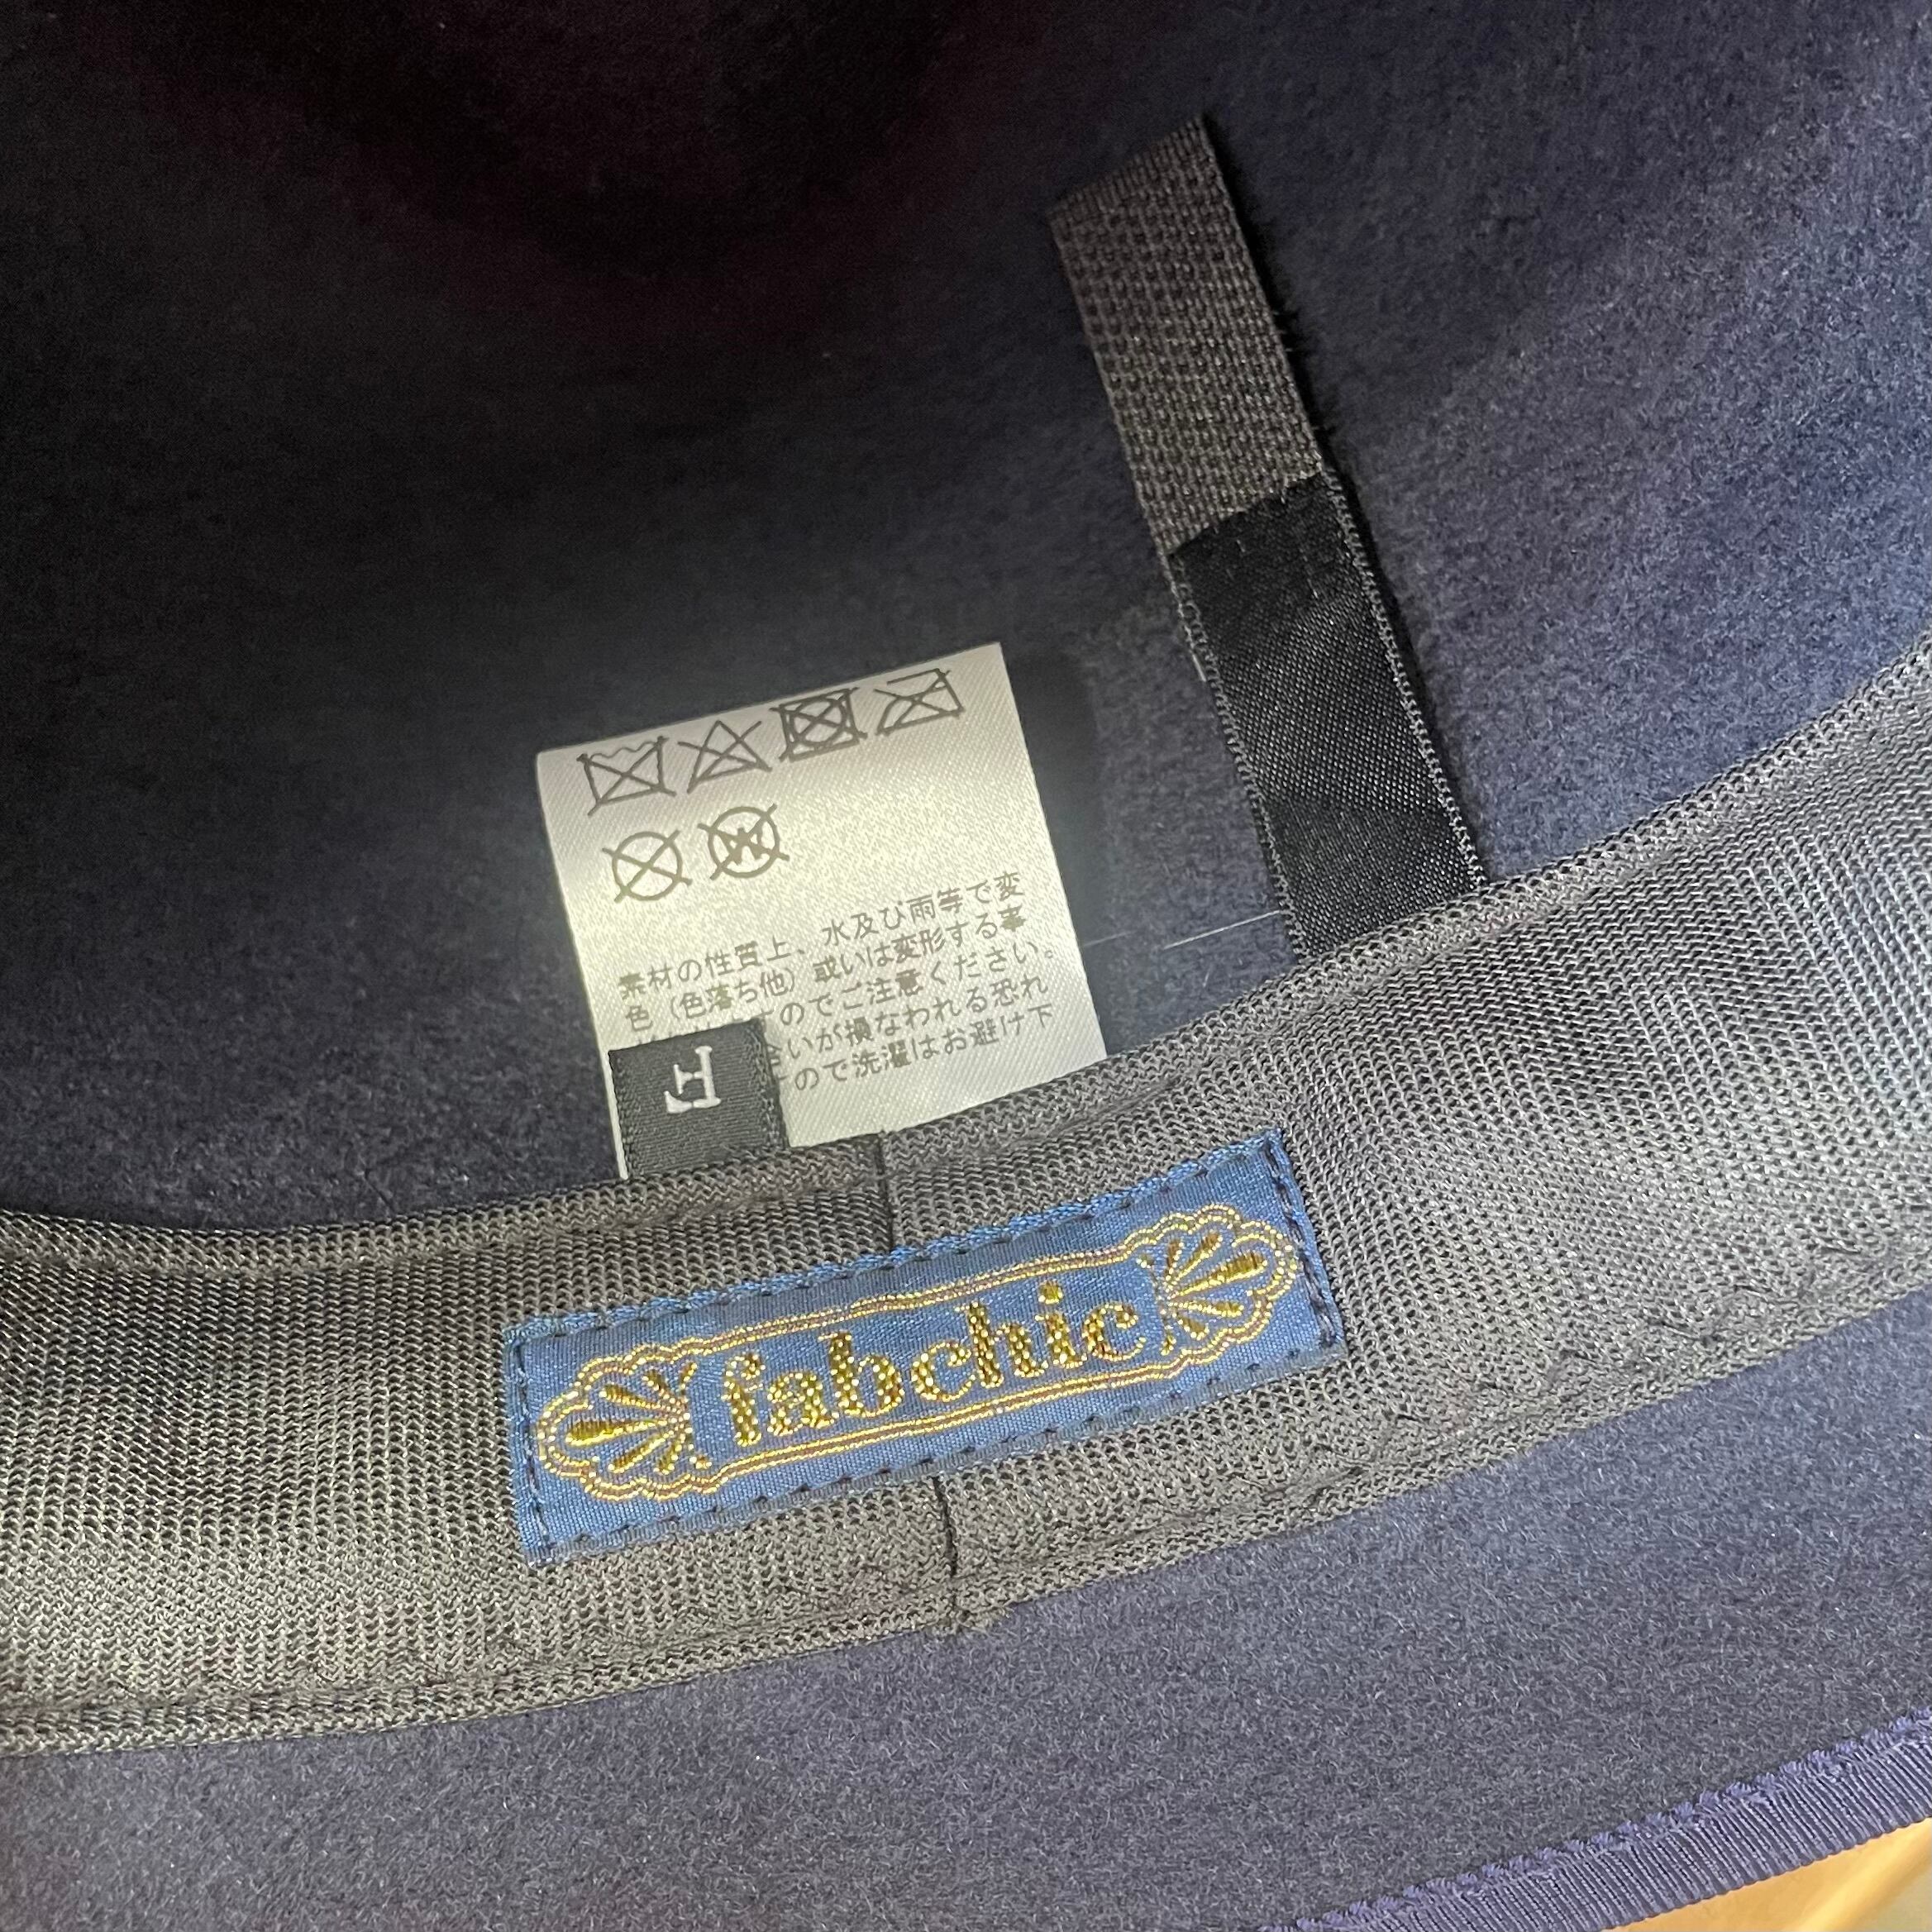 素材の性質上、水及び雨等で変
色（色落ち他）或いは変形する事
のでご注意ください。
いが損なわれる恐れ
ので洗濯はお避け下
F
fabchic